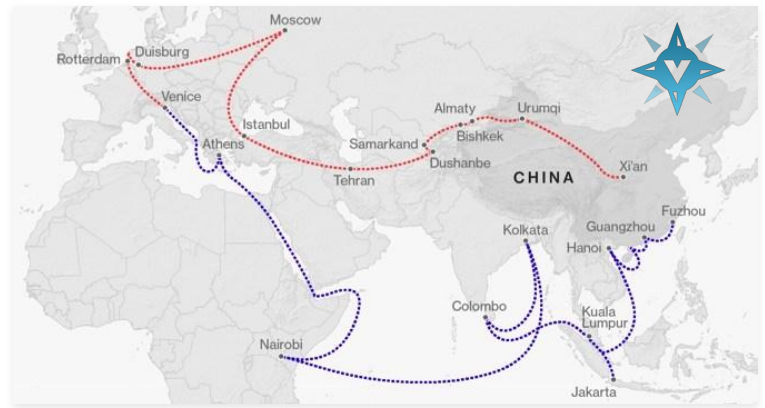 Moscow
Duisburg
Rotterdam
Venice
Istanbul
Athens
Almaty
Urumqi
Bishkek
Samarkand
Dushanbe
Tehran
Xi'an
CHINA
Fuzhou
Guangzhou
Kolkata
Hanoi
Colombo
Kuala
Lumpur
Nairobi
Jakarta